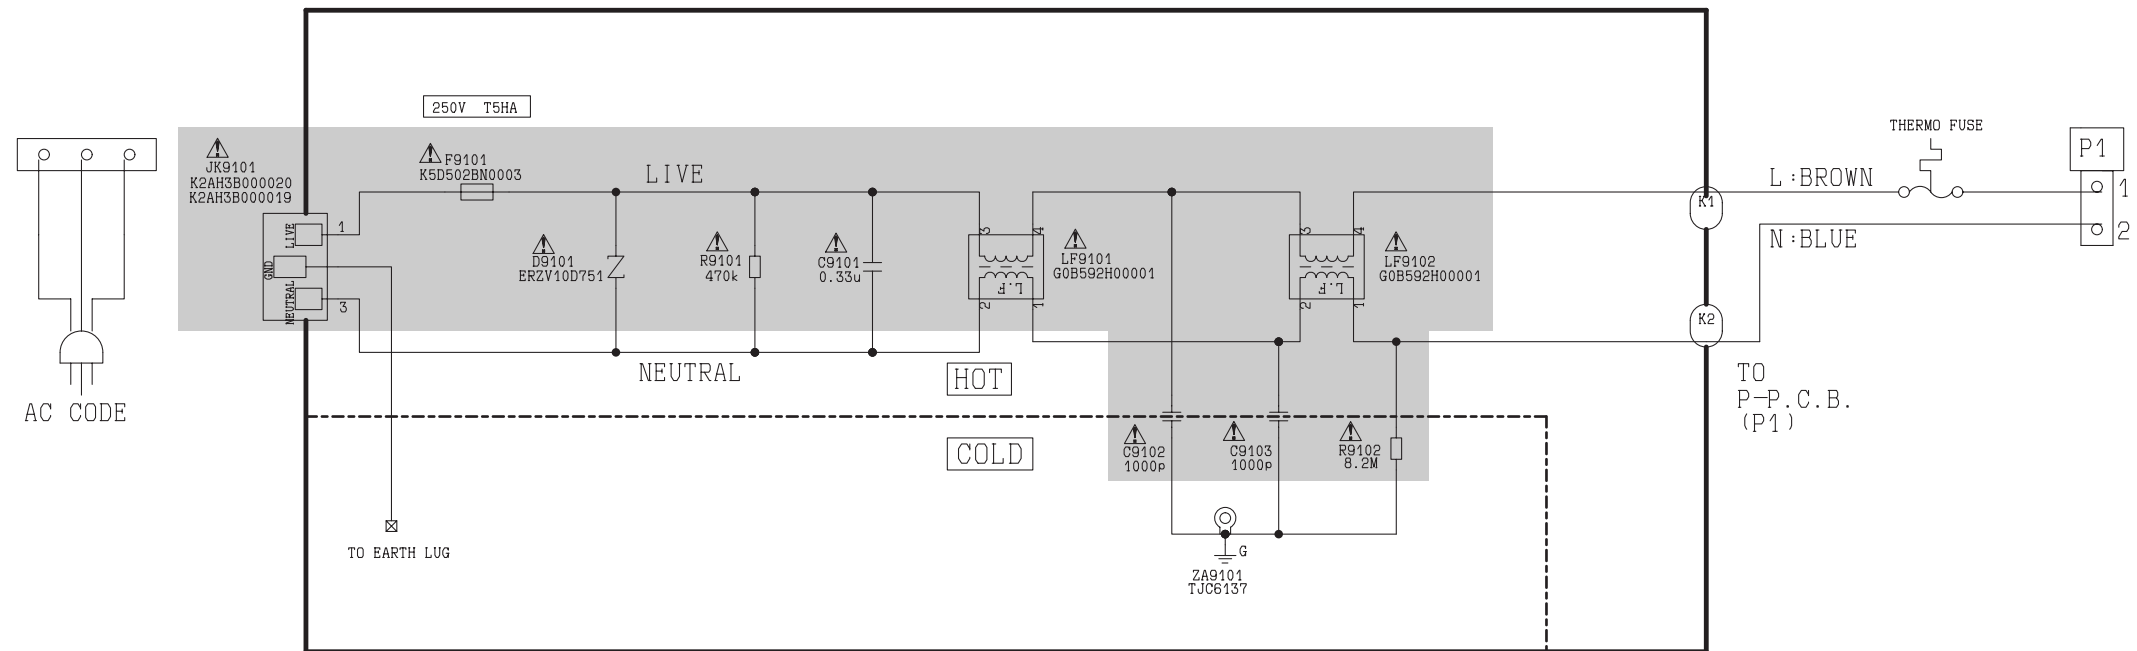 250V T5HA
THERMO FUSE
JK9101
K2AH3B000020
K2AH3B000019
F9101
K5D502BN0003
LIVE
L:BROWN
P1
1
K1
LIVE
1
3
4
3
4
GND
D9101
ERZV10D751
R9101
470k
C9101
0.33u
LF9101
G0B592H00001
LF9102
G0B592H00001
N:BLUE
2
L.F
L.F
NEUTRAL
3
2
1
2
1
K2
NEUTRAL
HOT
TO
P-P.C.B.
(P1)
AC CODE
COLD
C9102
1000p
C9103
1000p
R9102
8.2M
TO EARTH LUG
G
ZA9101
TJC6137